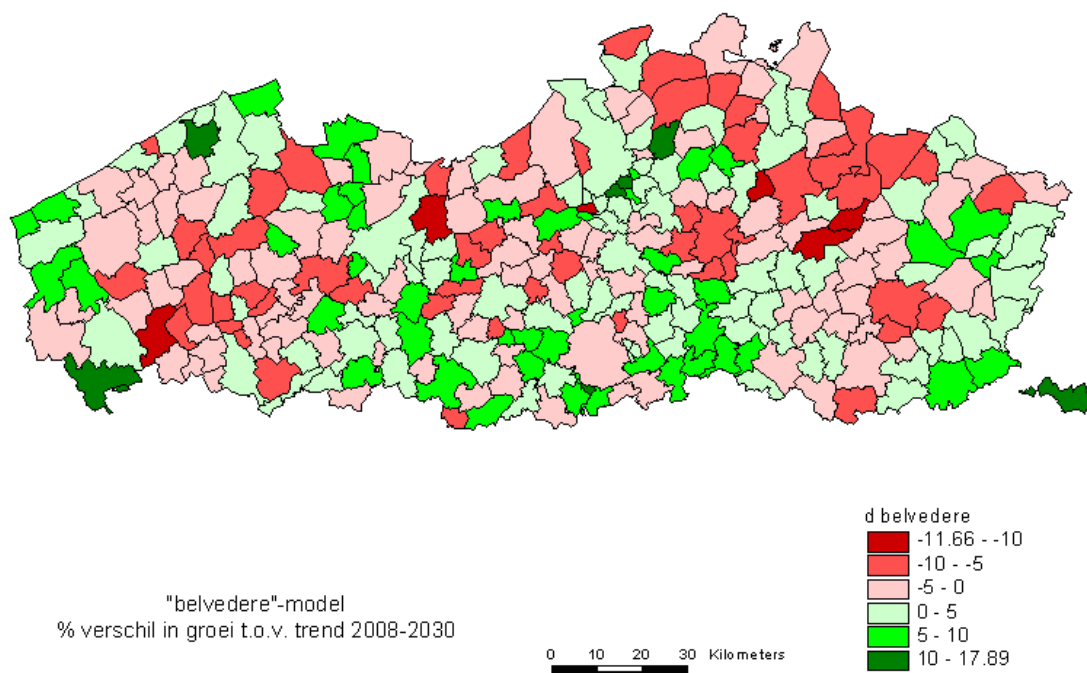 "belvedere"-model
% verschil in groei t.o.v. trend 2008-2030
0 10 20 30 Kilometers
d belvedere
-11.66 - -10
-10 - -5
-5 - 0
0 - 5
5 - 10
10 - 17.89